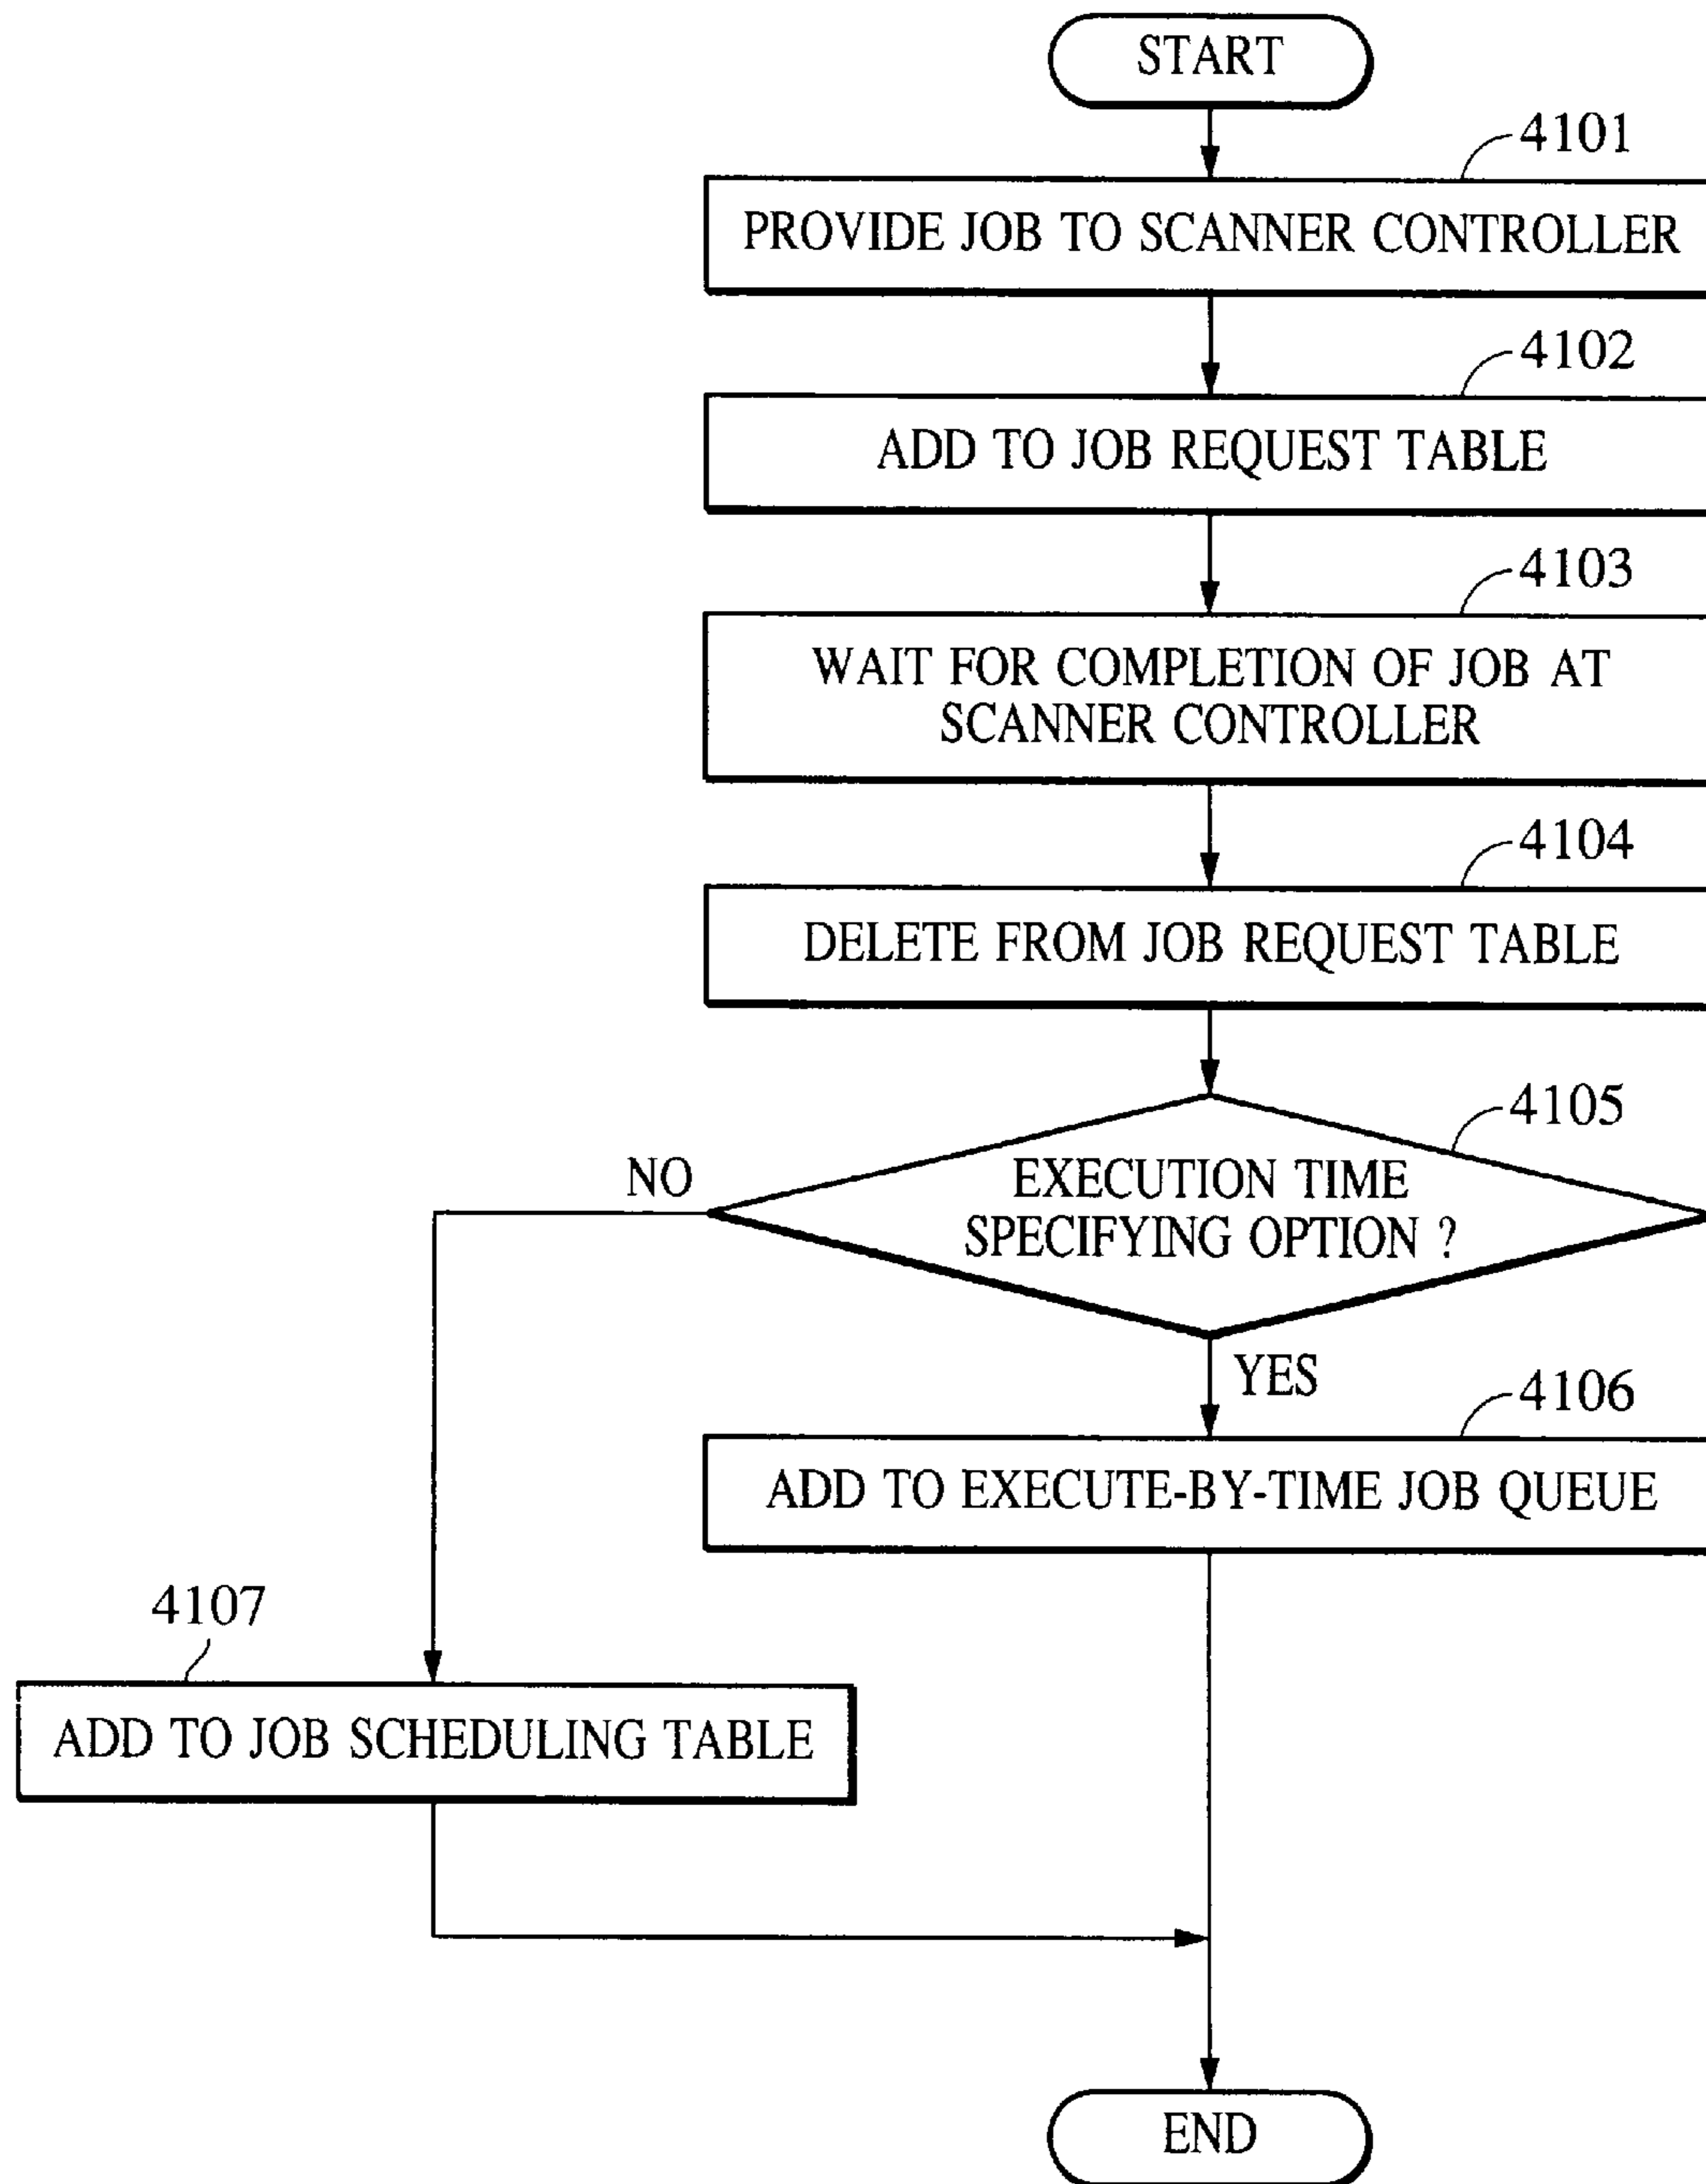 START
4101
PROVIDE JOB TO SCANNER CONTROLLER
4102
ADD TO JOB REQUEST TABLE
4103
WAIT FOR COMPLETION OF JOB AT
SCANNER CONTROLLER
4104
DELETE FROM JOB REQUEST TABLE
4105
NO
EXECUTION TIME
SPECIFYING OPTION ?
YES
4106
ADD TO EXECUTE-BY-TIME JOB QUEUE
4107
ADD TO JOB SCHEDULING TABLE
END